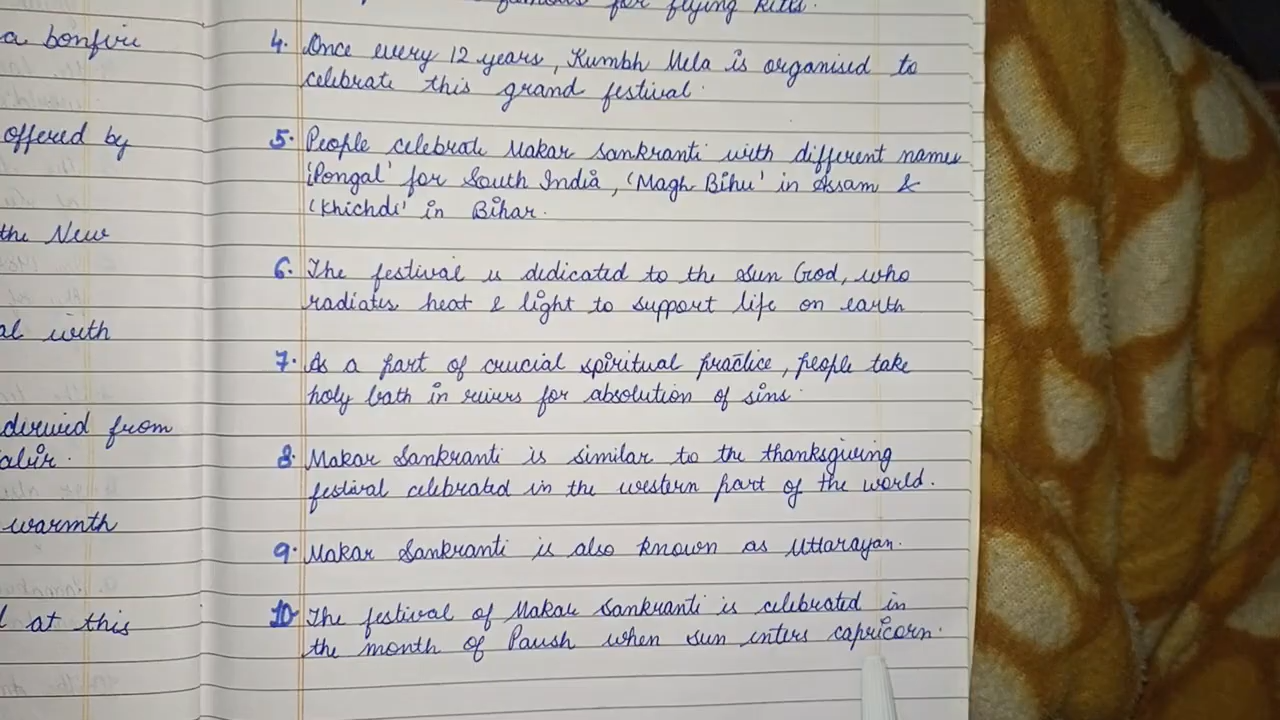 a bonfire
offered by
the New
al with
derived from
abir.
warmth
l at this
famous for flying kites.
4. Once every 12 years, Kumbh Mela is organised to
celebrate this grand festival.
5. People celebrate Makar Sankranti with different names
'Pongal' for South India, 'Magh Bihu' in Assam &
'Khichdi' in Bihar.
6. The festival is dedicated to the Sun God, who
radiates heat & light to support life on earth
7. As a part of crucial spiritual practice, people take
holy bath in rivers for absolution of sins.
8. Makar Sankranti is similar to the thanksgiving
festival celebrated in the western part of the world.
9. Makar Sankranti is also known as Uttarayan.
10. The festival of Makar Sankranti is celebrated in
the month of Paush when sun enters capricorn.